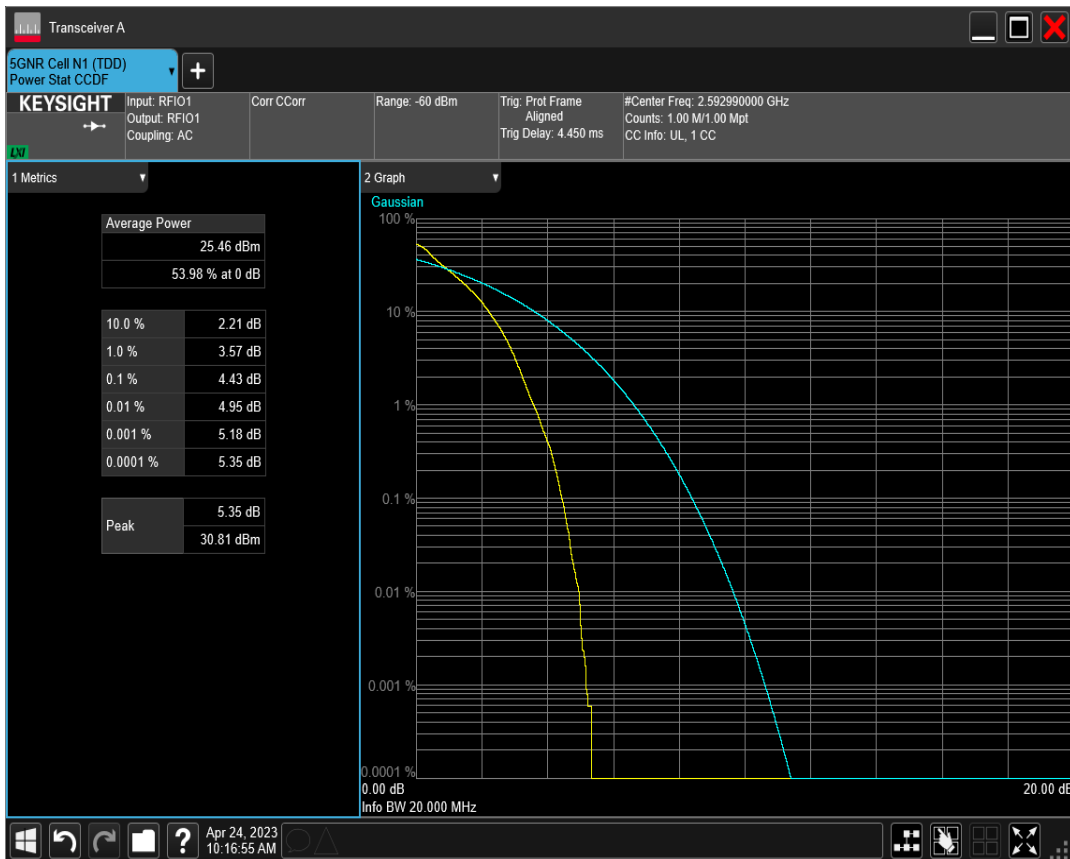 Transceiver A
5GNR Cell N1 (TDD)
Power Stat CCDF
KEYSIGHT
LXI
Input: RFIO1
Output: RFIO1
Coupling: AC
Corr CCorr
Range: -60 dBm
Trig: Prot Frame
Aligned
Trig Delay: 4.450 ms
#Center Freq: 2.592990000 GHz
Counts: 1.00 M/1.00 Mpt
CC Info: UL, 1 CC
1 Metrics
Average Power
25.46 dBm
53.98 % at 0 dB
10.0 % 2.21 dB
1.0 % 3.57 dB
0.1 % 4.43 dB
0.01 % 4.95 dB
0.001 % 5.18 dB
0.0001 % 5.35 dB
Peak
5.35 dB
30.81 dBm
2 Graph
Gaussian
100 %
10 %
1 %
0.1 %
0.01 %
0.001 %
0.0001 %
0.00 dB 20.00 dB
Info BW 20.000 MHz
?
Apr 24, 2023
10:16:55 AM